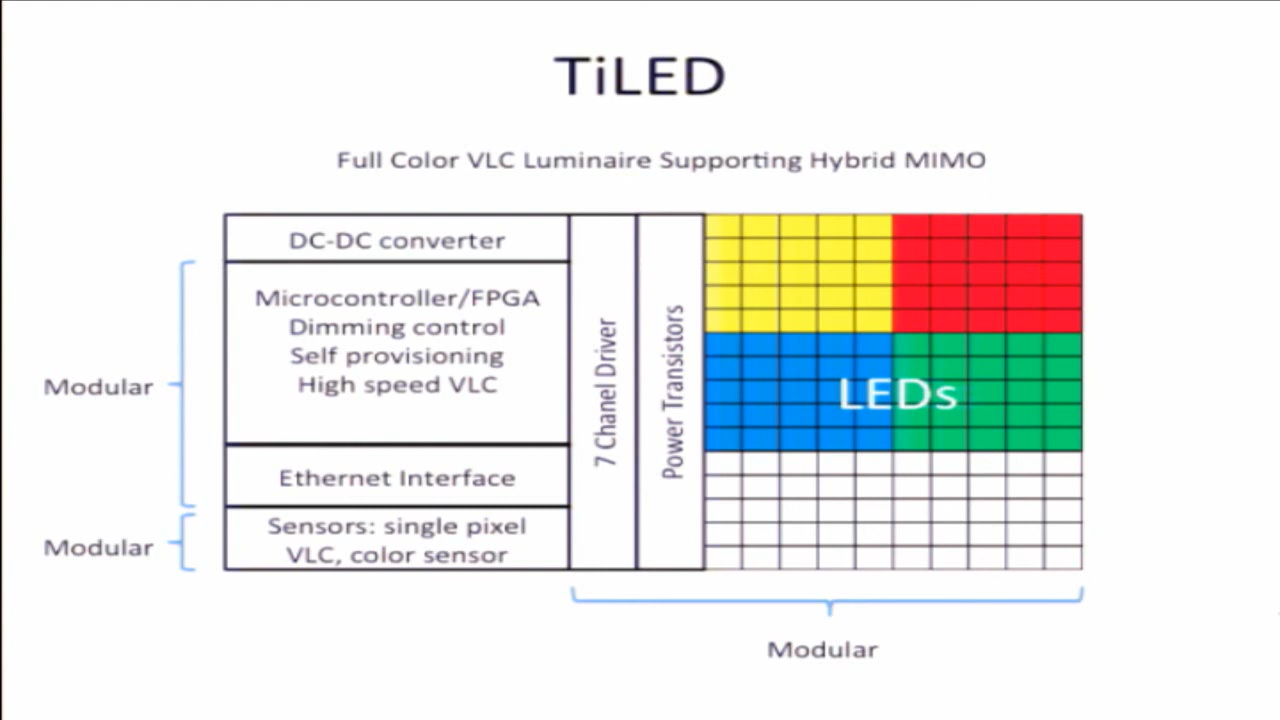 TiLED
Full Color VLC Luminaire Supporting Hybrid MIMO
DC-DC converter
Microcontroller/FPGA
Dimming control
Self provisioning
High speed VLC
Ethernet Interface
Sensors: single pixel
VLC, color sensor
7 Chanel Driver
Power Transistors
LEDs
Modular
Modular
Modular